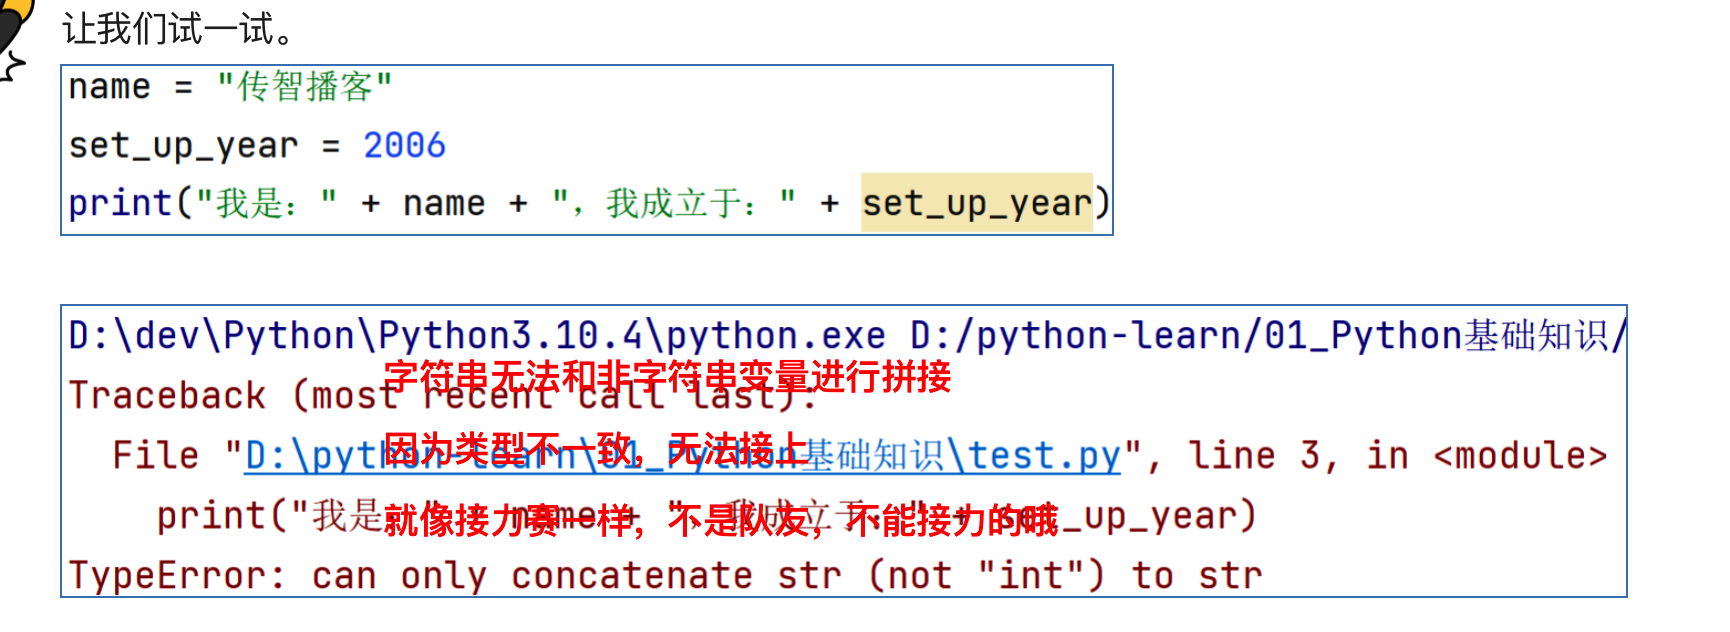 让我们试一试。
name = "传智播客"
set_up_year = 2006
print("我是：" + name + "，我成立于：" + set_up_year)
D:\dev\Python\Python3.10.4\python.exe D:/python-learn/01_Python基础知识/
字符串无法和非字符串变量进行拼接
Traceback (most recent call last):
因为类型不一致，无法接上
File "D:\python-learn\01_Python基础知识\test.py", line 3, in <module>
就像接力赛一样，不是队友，不能接力的哦
print("我是：" + name + "，我成立于：" + set_up_year)
TypeError: can only concatenate str (not "int") to str